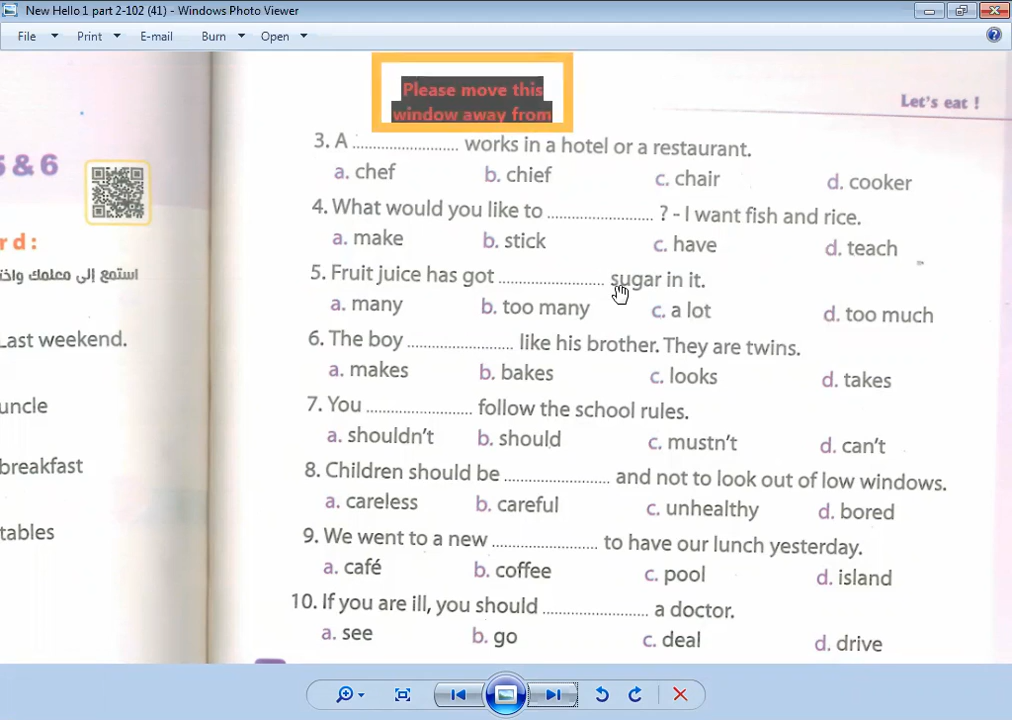 New Hello 1 part 2-102 (41) - Windows Photo Viewer
File Print E-mail Burn Open
Please move this
window away from
Let's eat !
5 & 6
r d :
استمع إلى معلمك واخت
Last weekend.
uncle
breakfast
tables
3. A .......................... works in a hotel or a restaurant.
a. chef b. chief c. chair d. cooker
4. What would you like to .......................... ? - I want fish and rice.
a. make b. stick c. have d. teach
5. Fruit juice has got .......................... sugar in it.
a. many b. too many c. a lot d. too much
6. The boy .......................... like his brother. They are twins.
a. makes b. bakes c. looks d. takes
7. You .......................... follow the school rules.
a. shouldn't b. should c. mustn't d. can't
8. Children should be .......................... and not to look out of low windows.
a. careless b. careful c. unhealthy d. bored
9. We went to a new .......................... to have our lunch yesterday.
a. café b. coffee c. pool d. island
10. If you are ill, you should .......................... a doctor.
a. see b. go c. deal d. drive